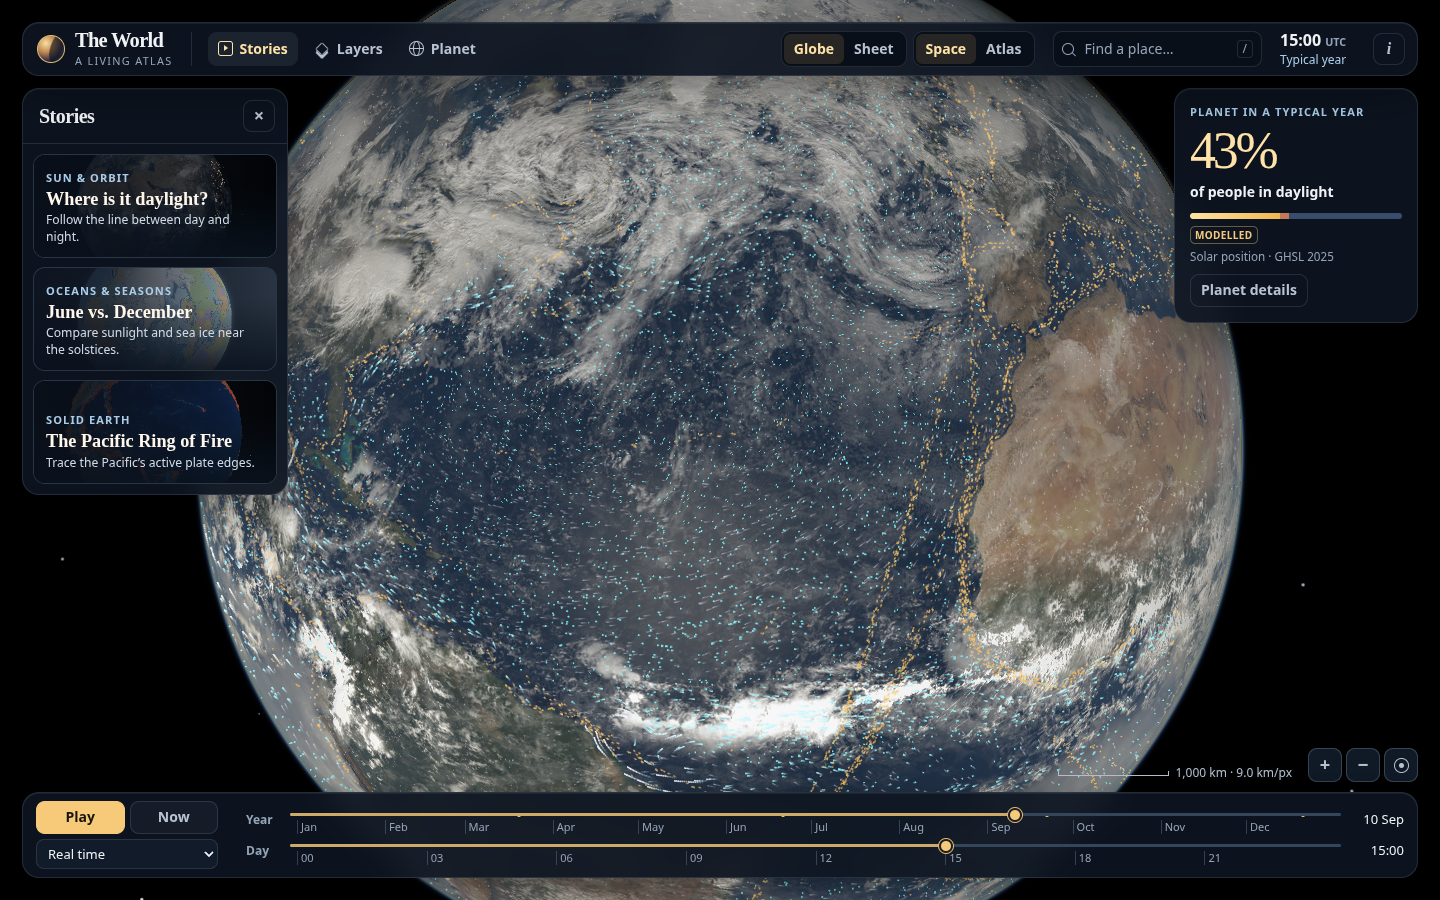 The World
A LIVING ATLAS
Stories
Layers
Planet
Globe
Sheet
Space
Atlas
Find a place...
/
15:00 UTC
Typical year
i
Stories
×
SUN & ORBIT
Where is it daylight?
Follow the line between day and
night.
OCEANS & SEASONS
June vs. December
Compare sunlight and sea ice near
the solstices.
SOLID EARTH
The Pacific Ring of Fire
Trace the Pacific’s active plate edges.
PLANET IN A TYPICAL YEAR
43%
of people in daylight
MODELLED
Solar position · GHSL 2025
Planet details
1,000 km · 9.0 km/px
+
−
Play
Now
Real time
Year
Jan
Feb
Mar
Apr
May
Jun
Jul
Aug
Sep
Oct
Nov
Dec
10 Sep
Day
00
03
06
09
12
15
18
21
15:00